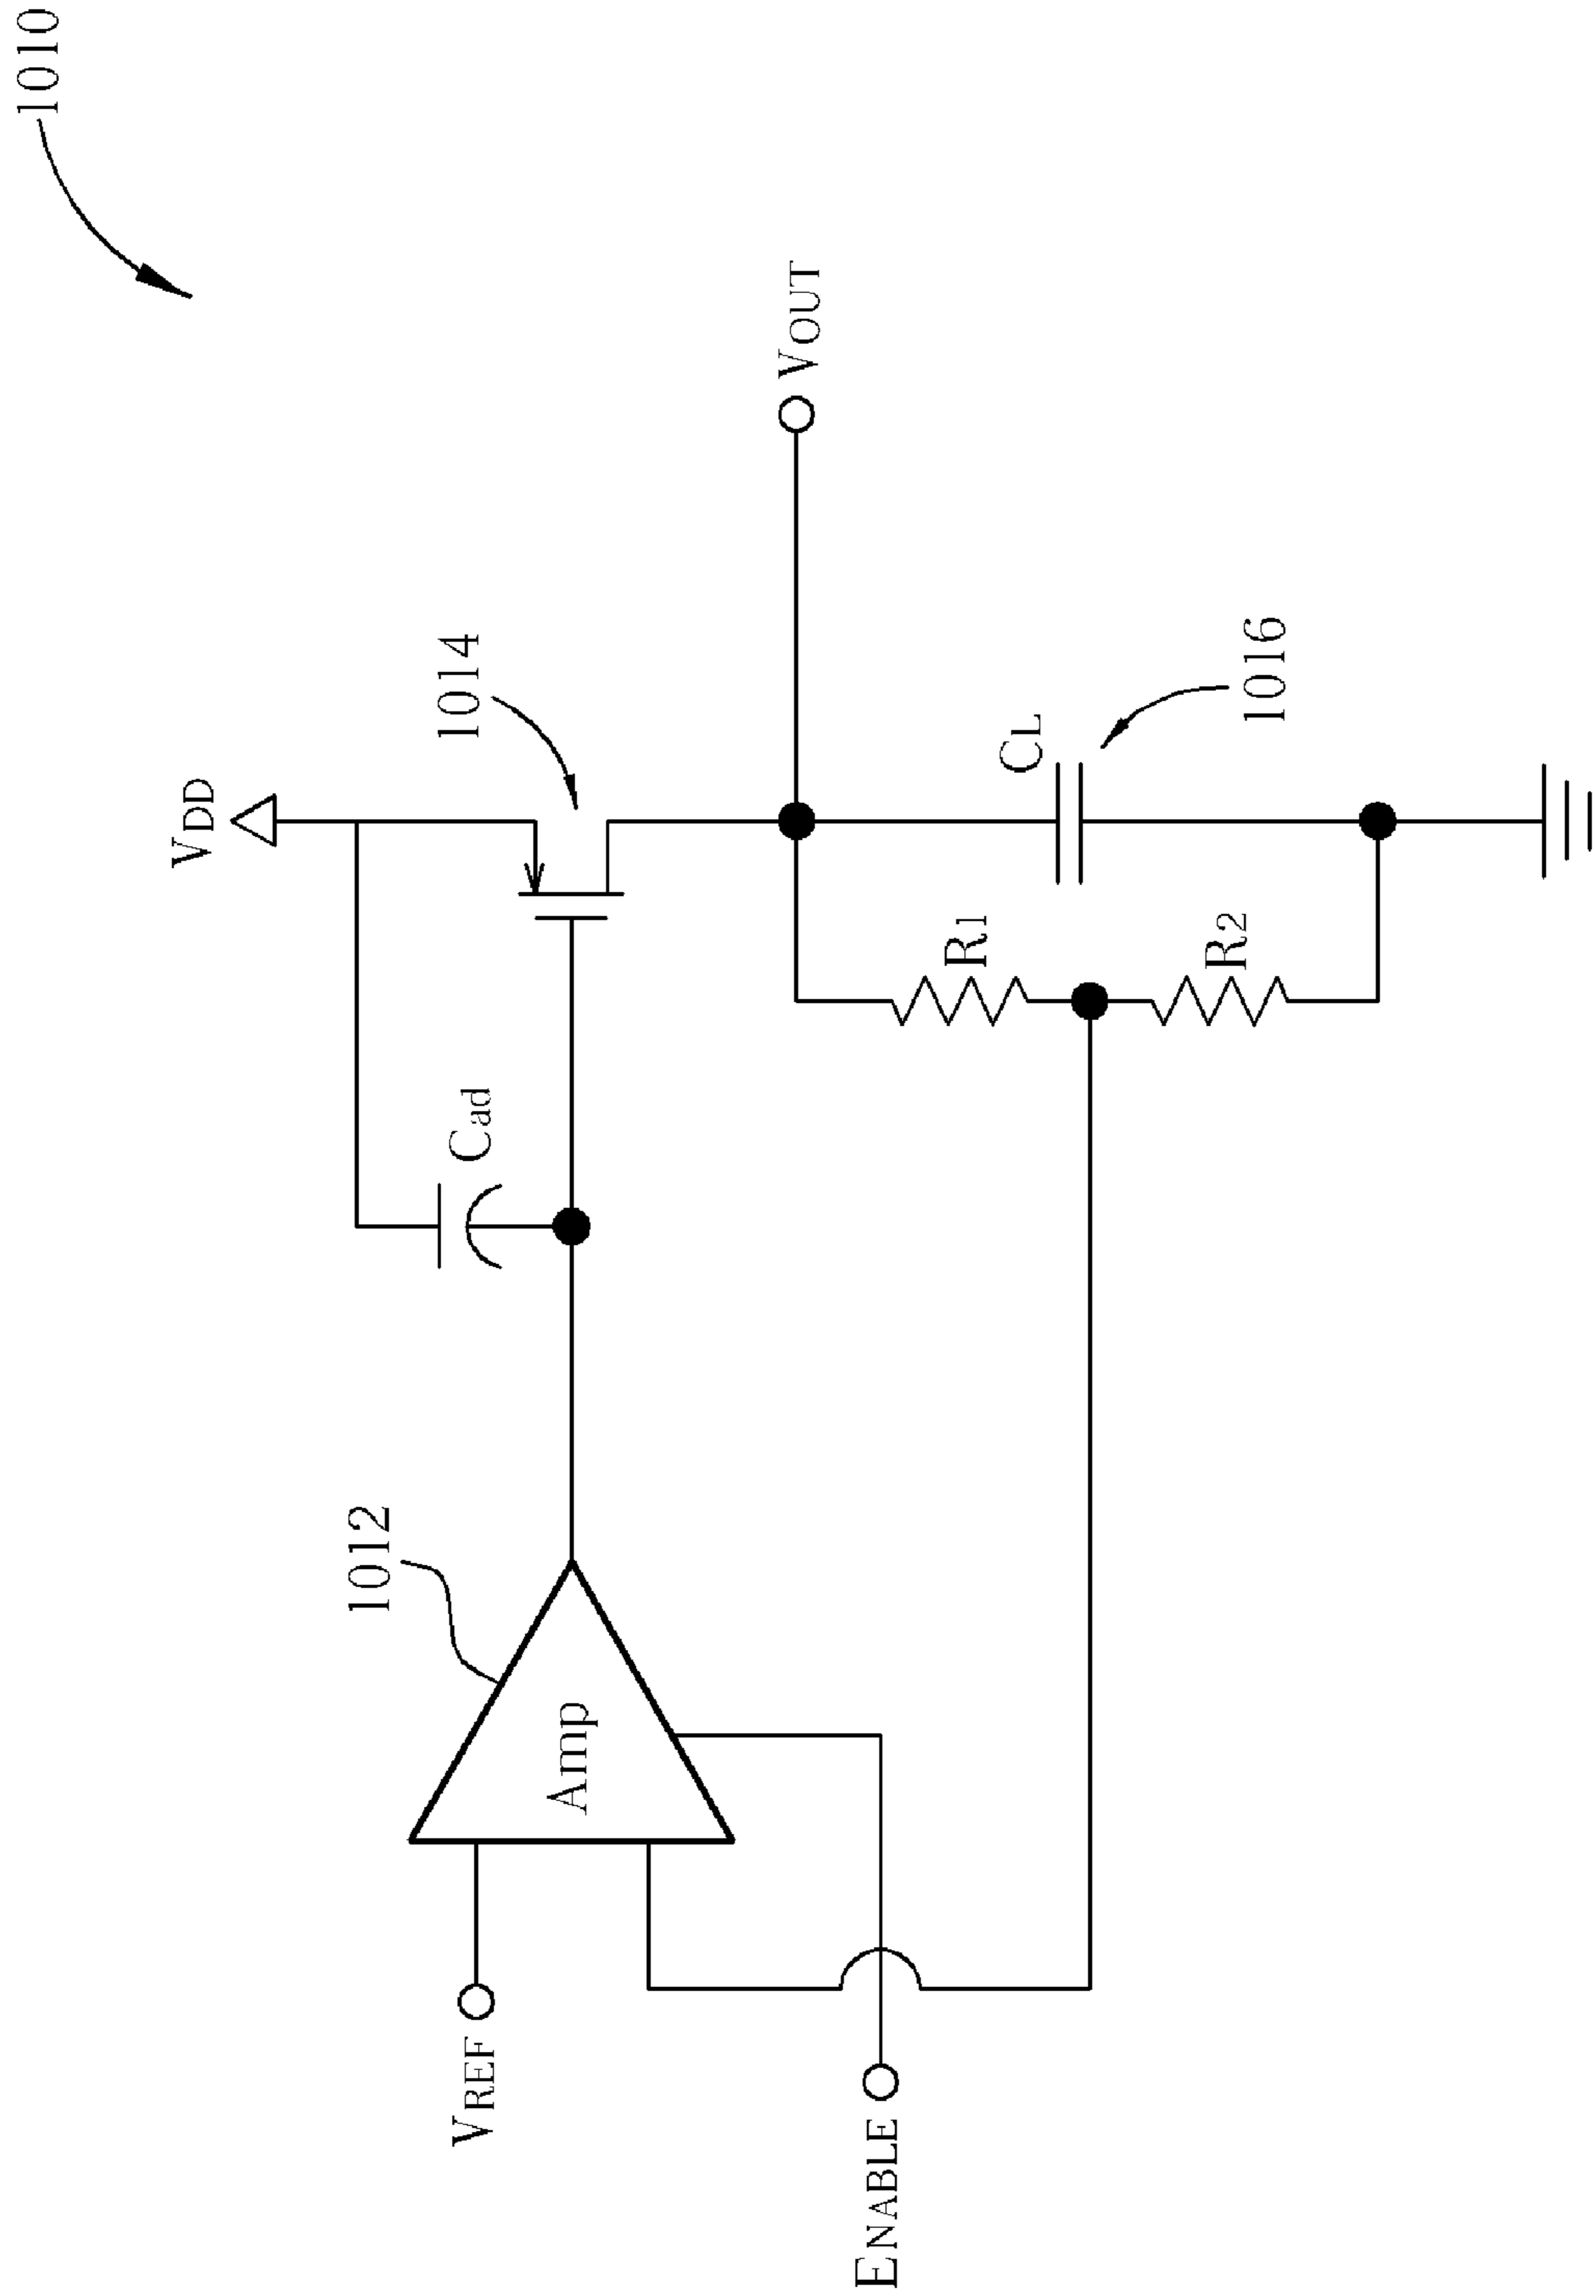 1010
VDD
1014
Cad
1012
Amp
VREF
ENABLE
VOUT
R1
CL
R2
1016